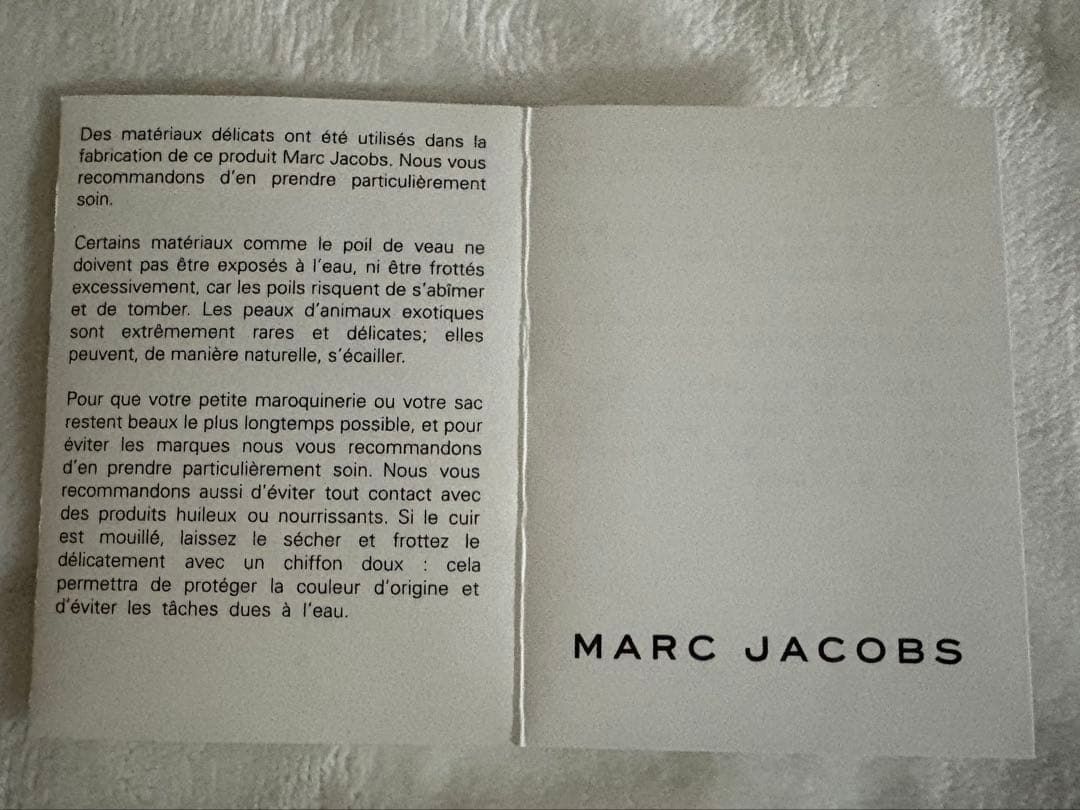 Des matériaux délicats ont été utilisés dans la
fabrication de ce produit Marc Jacobs. Nous vous
recommandons d'en prendre particulièrement
soin.
Certains matériaux comme le poil de veau ne
doivent pas être exposés à l'eau, ni être frottés
excessivement, car les poils risquent de s'abîmer
et de tomber. Les peaux d'animaux exotiques
sont extrêmement rares et délicates; elles
peuvent, de manière naturelle, s'écailler.
Pour que votre petite maroquinerie ou votre sac
restent beaux le plus longtemps possible, et pour
éviter les marques nous vous recommandons
d'en prendre particulièrement soin. Nous vous
recommandons aussi d'éviter tout contact avec
des produits huileux ou nourrissants. Si le cuir
est mouillé, laissez le sécher et frottez le
délicatement avec un chiffon doux : cela
permettra de protéger la couleur d'origine et
d'éviter les tâches dues à l'eau.
MARC JACOBS